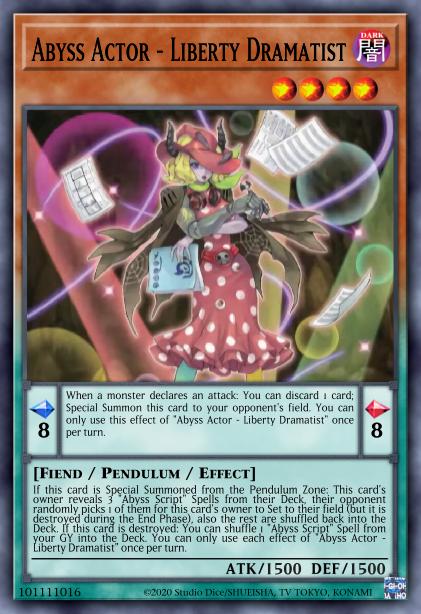 Abyss Actor - Liberty Dramatist
DARK
闇
When a monster declares an attack: You can discard 1 card;
Special Summon this card to your opponent's field. You can
only use this effect of "Abyss Actor - Liberty Dramatist" once
per turn.
8
8
[Fiend / Pendulum / Effect]
If this card is Special Summoned from the Pendulum Zone: This card's
owner reveals 3 "Abyss Script" Spells from their Deck, their opponent
randomly picks 1 of them for this card's owner to Set to their field (but it is
destroyed during the End Phase), also the rest are shuffled back into the
Deck. If this card is destroyed: You can shuffle 1 "Abyss Script" Spell from
your GY into the Deck. You can only use each effect of "Abyss Actor -
Liberty Dramatist" once per turn.
ATK/1500 DEF/1500
101111016
©2020 Studio Dice/SHUEISHA, TV TOKYO, KONAMI